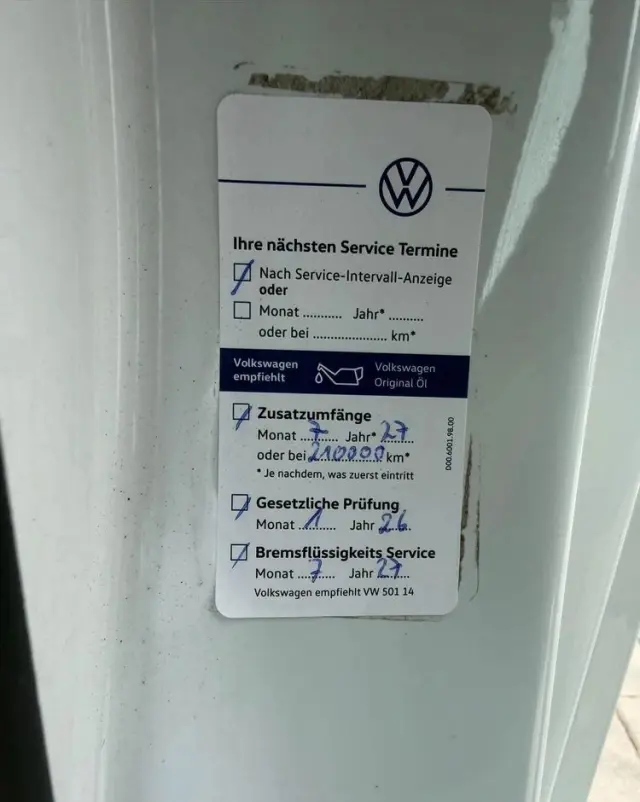 Ihre nächsten Service Termine
Nach Service-Intervall-Anzeige
oder
Monat ........... Jahr* ..........
oder bei ...................... km*
Volkswagen empfiehlt
Volkswagen Original Öl
Zusatzumfänge
Monat ...7..... Jahr* 27
oder bei 210000 km*
* Je nachdem, was zuerst eintritt
D00.6001.98.00
Gesetzliche Prüfung
Monat ...1..... Jahr 26
Bremsflüssigkeits Service
Monat ...7..... Jahr 27
Volkswagen empfiehlt VW 501 14